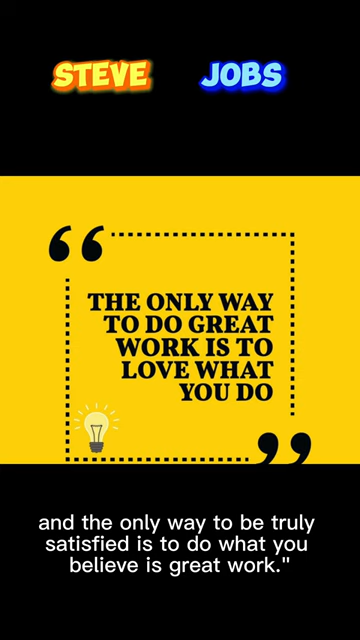 STEVE JOBS
“
THE ONLY WAY
TO DO GREAT
WORK IS TO
LOVE WHAT
YOU DO
”
and the only way to be truly
satisfied is to do what you
believe is great work."